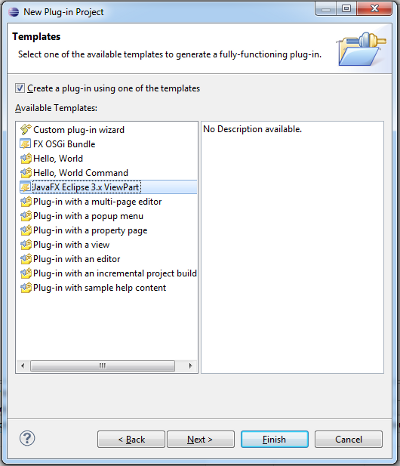 New Plug-in Project
Templates
Select one of the available templates to generate a fully-functioning plug-in.
Create a plug-in using one of the templates
Available Templates:
Custom plug-in wizard
FX OSGi Bundle
Hello, World
Hello, World Command
JavaFX Eclipse 3.x ViewPart
Plug-in with a multi-page editor
Plug-in with a popup menu
Plug-in with a property page
Plug-in with a view
Plug-in with an editor
Plug-in with an incremental project build
Plug-in with sample help content
No Description available.
?
< Back
Next >
Finish
Cancel